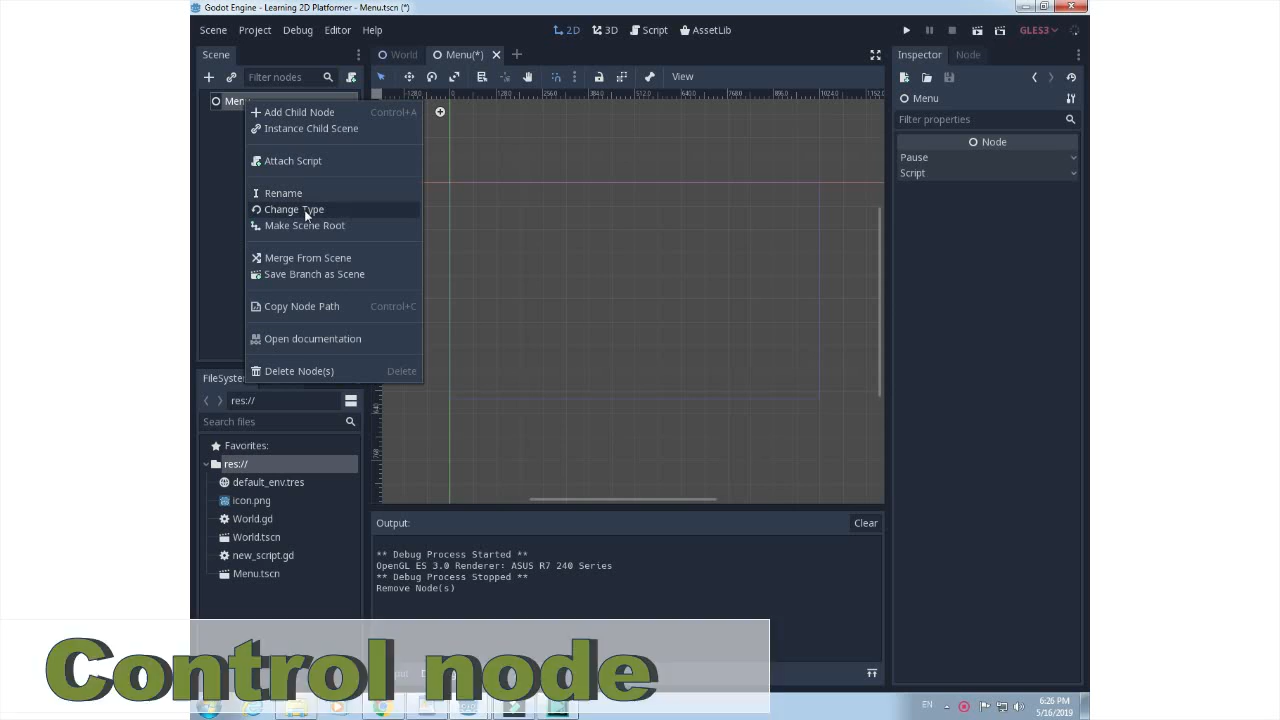 Godot Engine - Learning 2D Platformer - Menu.tscn (*)
Scene Project Debug Editor Help 2D 3D Script AssetLib GLES3
Scene World Menu(*) Inspector Node
Filter nodes View
Menu
Add Child Node Control+A
Instance Child Scene
Attach Script
Rename
Change Type
Make Scene Root
Merge From Scene
Save Branch as Scene
Copy Node Path Control+C
Open documentation
Delete Node(s) Delete
Menu
Filter properties
Node
Pause
Script
FileSystem
res://
Search files
Favorites:
res://
default_env.tres
icon.png
World.gd
World.tscn
new_script.gd
Menu.tscn
Output: Clear
** Debug Process Started **
OpenGL ES 3.0 Renderer: ASUS R7 240 Series
** Debug Process Stopped **
Remove Node(s)
Control node
EN 6:26 PM
5/16/2019